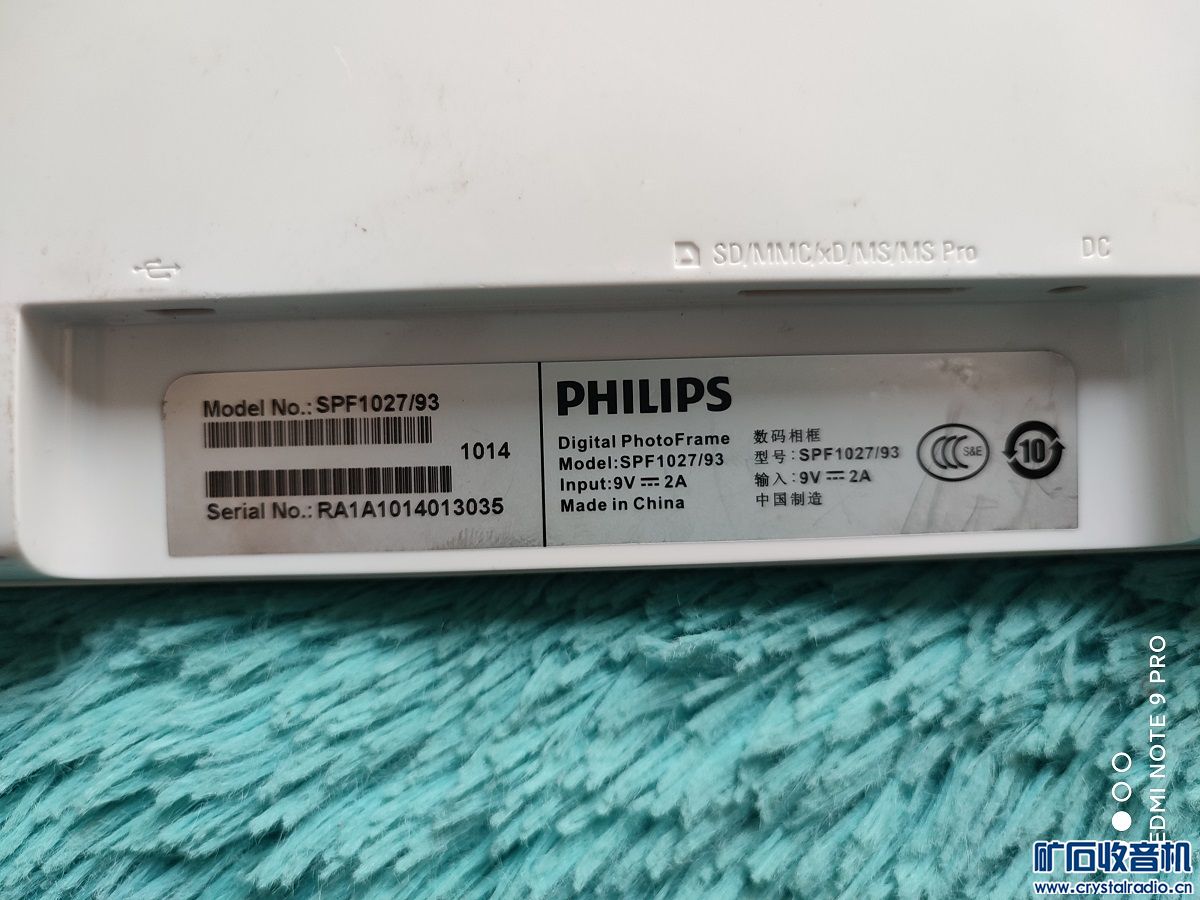 SD/MMC/xD/MS/MS Pro
DC
Model No.: SPF1027/93
1014
Serial No.: RA1A1014013035
PHILIPS
Digital PhotoFrame
Model:SPF1027/93
Input:9V ⎓ 2A
Made in China
数码相框
型号: SPF1027/93
输入: 9V ⎓ 2A
中国制造
CCC S&E
10
EDMI NOTE 9 PRO
矿石收音机
www.crystalradio.cn